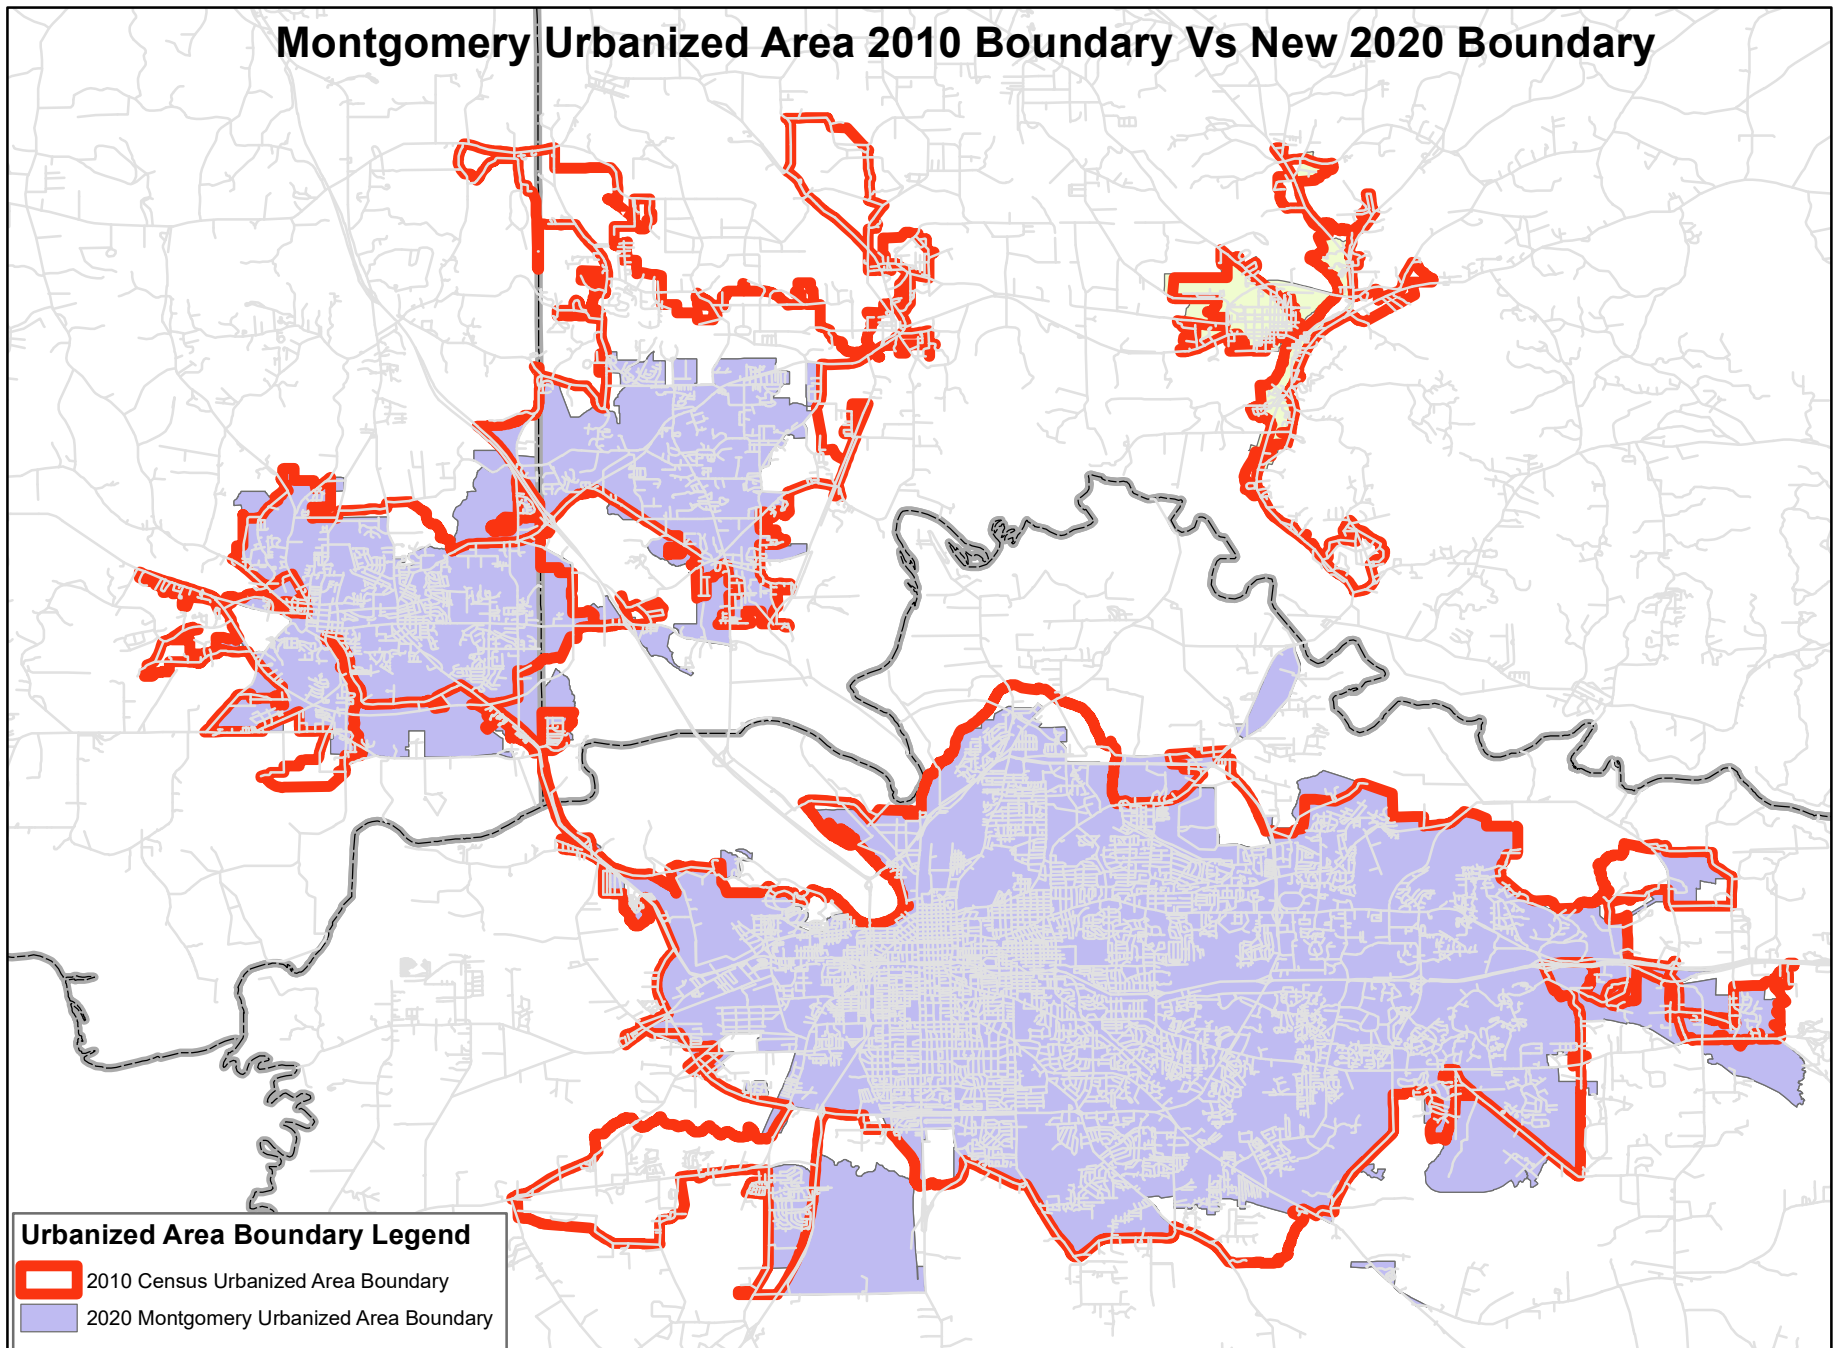 Montgomery Urbanized Area 2010 Boundary Vs New 2020 Boundary
Urbanized Area Boundary Legend
2010 Census Urbanized Area Boundary
2020 Montgomery Urbanized Area Boundary